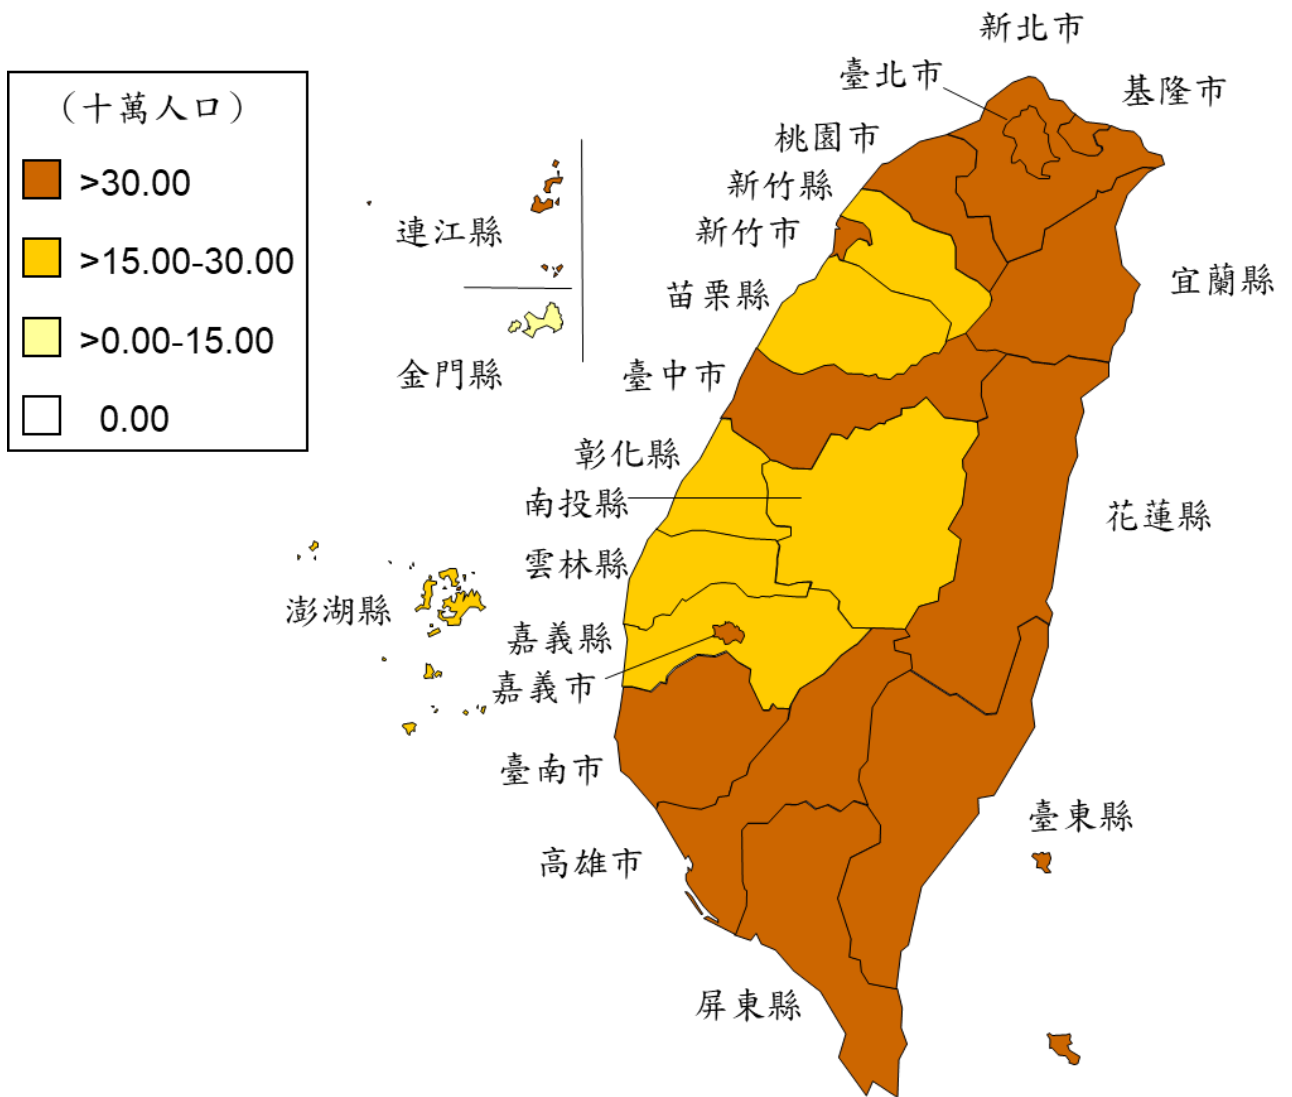 (十萬人口)
>30.00
>15.00-30.00
>0.00-15.00
0.00
新北市
臺北市
基隆市
桃園市
新竹縣
新竹市
連江縣
苗栗縣
宜蘭縣
金門縣
臺中市
彰化縣
南投縣
花蓮縣
雲林縣
澎湖縣
嘉義縣
嘉義市
臺南市
臺東縣
高雄市
屏東縣